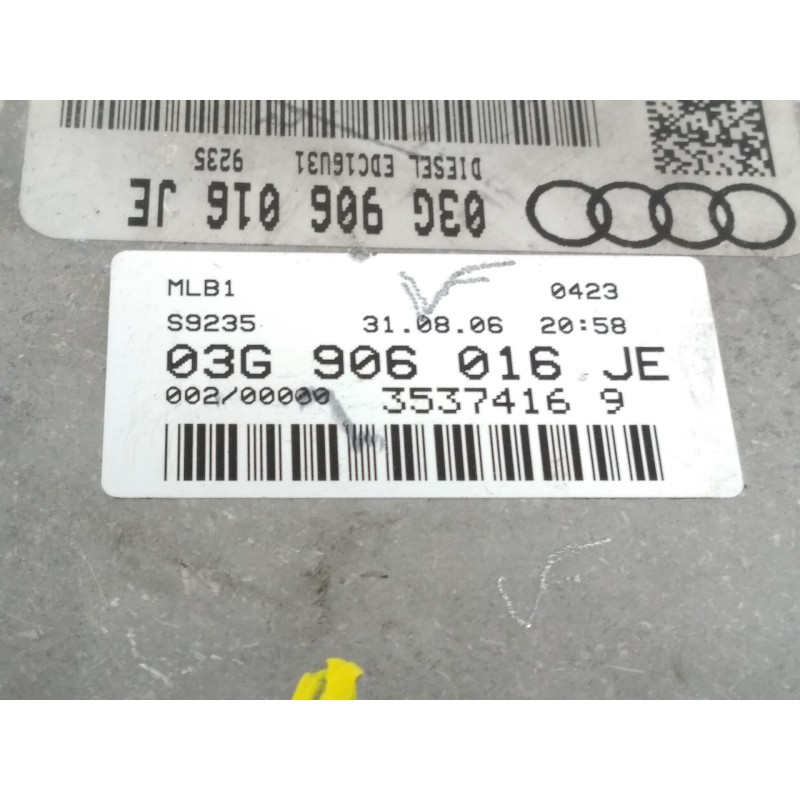 DIESEL EDC16U31 9235
03G 906 016 JE
MLB1 0423
S9235 31.08.06 20:58
03G 906 016 JE
002/00000 3537416 9